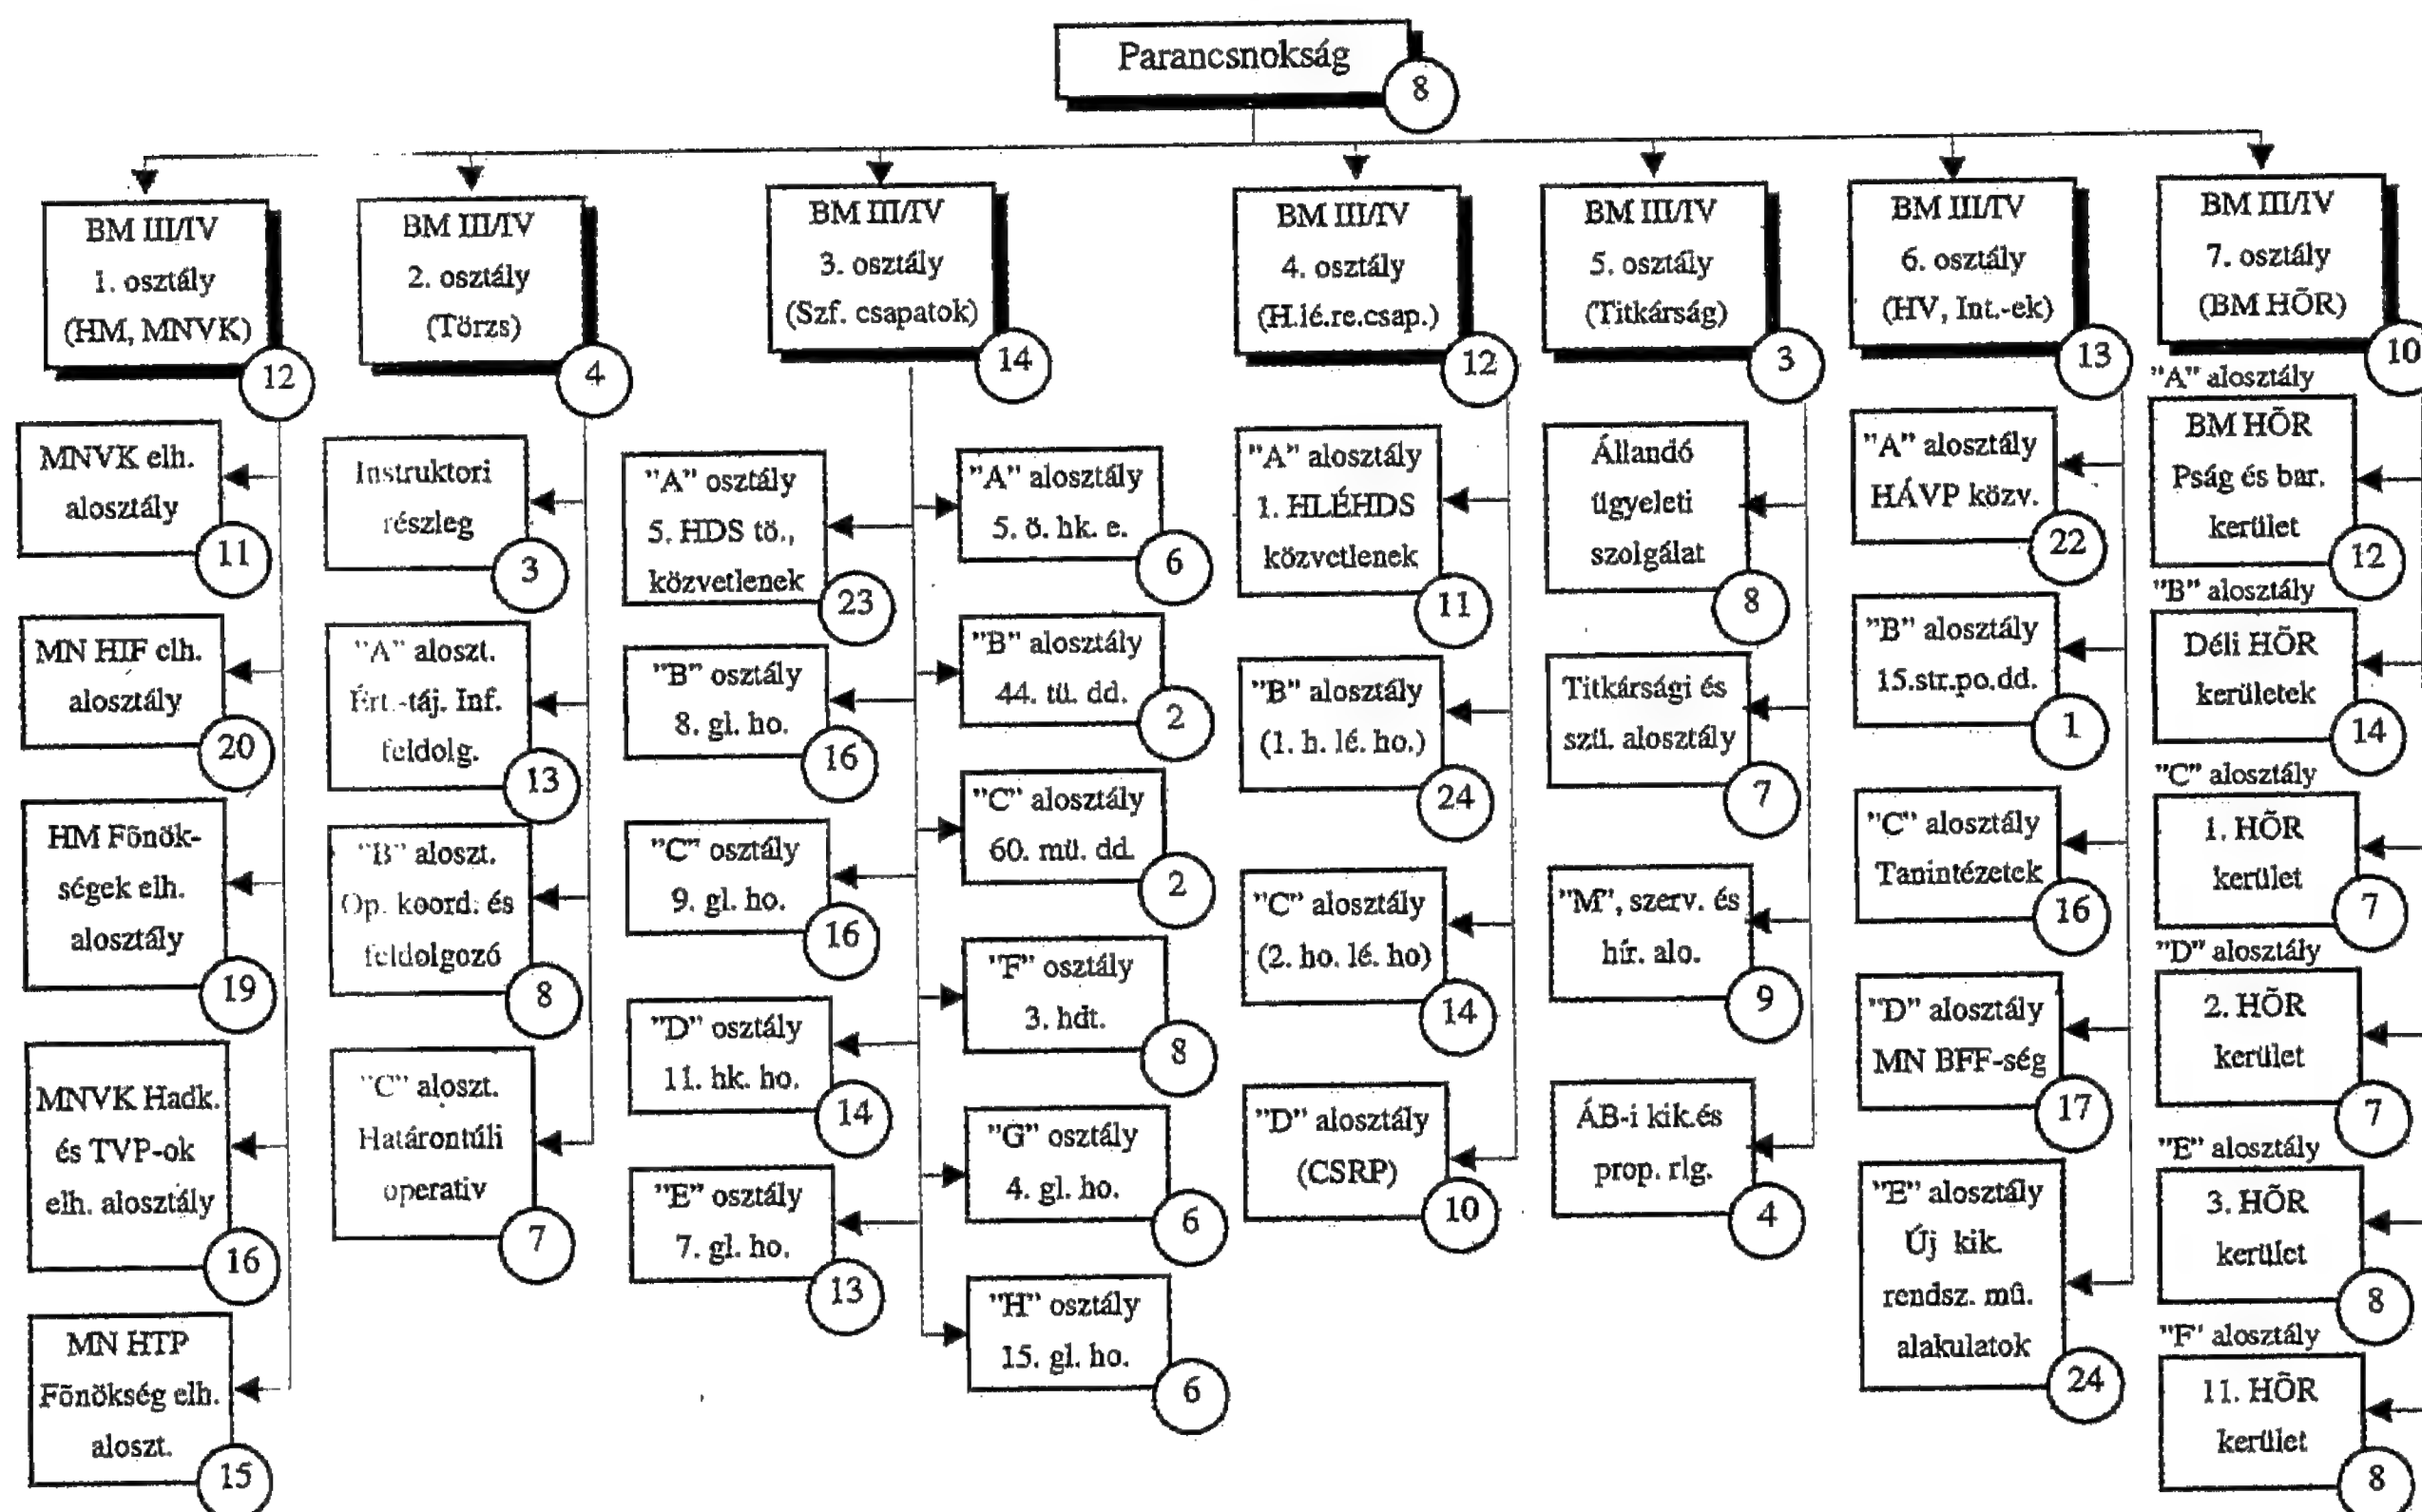 Parancsnokság
8
BM III/IV
1. osztály
(HM, MNVK)
12
MNVK elh.
alosztály
11
MN HIF elh.
alosztály
20
HM Fõnök-
ségek elh.
alosztály
19
MNVK Hadk.
és TVP-ok
elh. alosztály
16
MN HTP
Fõnökség elh.
aloszt.
15
BM III/IV
2. osztály
(Törzs)
4
Instruktori
részleg
3
"A" aloszt.
Ért.-táj. Inf.
feldolg.
13
"B" aloszt.
Op. koord. és
feldolgozó
8
"C" aloszt.
Határontúli
operativ
7
BM III/IV
3. osztály
(Szf. csapatok)
14
"A" osztály
5. HDS tö.,
közvetlenek
23
"B" osztály
8. gl. ho.
16
"C" osztály
9. gl. ho.
16
"D" osztály
11. hk. ho.
14
"E" osztály
7. gl. ho.
13
"A" alosztály
5. ö. hk. e.
6
"B" alosztály
44. tü. dd.
2
"C" alosztály
60. mü. dd.
2
"F" osztály
3. hdt.
8
"G" osztály
4. gl. ho.
6
"H" osztály
15. gl. ho.
6
BM III/IV
4. osztály
(H.lé.re.csap.)
12
"A" alosztály
1. HLÉHDS
közvetlenek
11
"B" alosztály
(1. h. lé. ho.)
24
"C" alosztály
(2. ho. lé. ho)
14
"D" alosztály
(CSRP)
10
BM III/IV
5. osztály
(Titkárság)
3
Állandó
ügyeleti
szolgálat
8
Titkársági és
szü. alosztály
7
"M", szerv. és
hír. alo.
9
ÁB-i kik.és
prop. rlg.
4
BM III/IV
6. osztály
(HV, Int.-ek)
13
"A" alosztály
HÁVP közv.
22
"B" alosztály
15.str.po.dd.
1
"C" alosztály
Tanintézetek
16
"D" alosztály
MN BFF-ség
17
"E" alosztály
Új kik.
rendsz. mû.
alakulatok
24
BM III/IV
7. osztály
(BM HÕR)
10
"A" alosztály
BM HÕR
Pság és bar.
kerület
12
"B" alosztály
Déli HÕR
kerületek
14
"C" alosztály
1. HÕR
kerület
7
"D" alosztály
2. HÕR
kerület
7
"E" alosztály
3. HÕR
kerület
8
"F" alosztály
11. HÕR
kerület
8